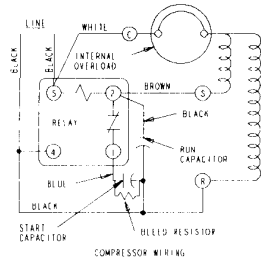 LINE
WHITE
C
BLACK
BLACK
INTERNAL
OVERLOAD
BROWN
5
2
S
RELAY
BLACK
RUN
CAPACITOR
4
1
R
BLUE
BLACK
START
CAPACITOR
BLEED RESISTOR
COMPRESSOR WIRING